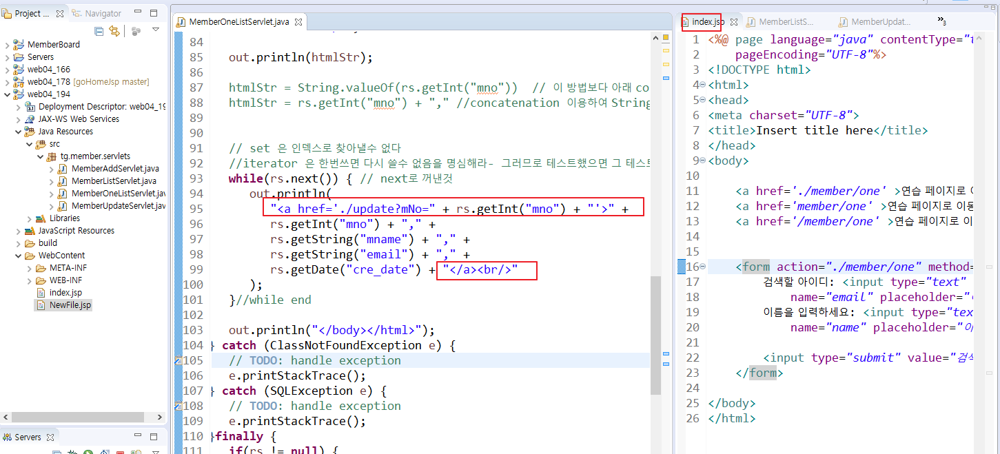 Project ...
Navigator
MemberBoard
Servers
web04_166
web04_178 [goHomeJsp master]
web04_194
Deployment Descriptor: web04_19
JAX-WS Web Services
Java Resources
src
tg.member.servlets
MemberAddServlet.java
MemberListServlet.java
MemberOneListServlet.jav
MemberUpdateServlet.jav
Libraries
JavaScript Resources
build
WebContent
META-INF
WEB-INF
index.jsp
NewFile.jsp
Servers
MemberOneListServlet.java
84
85 out.println(htmlStr);
86
87 htmlStr = String.valueOf(rs.getInt("mno")) // 이 방법보다 아래 co
88 htmlStr = rs.getInt("mno") + "," //concatenation 이용하여 String
89
90
91 // set 은 인덱스로 찾아낼수 없다
92 //iterator 은 한번쓰면 다시 쓸수 없음을 명심해라- 그러므로 테스트했으면 그 테스트
93 while(rs.next()) { // next로 꺼낸것
94 out.println(
95 "<a href='./update?mNo=" + rs.getInt("mno") + "'>" +
96 rs.getInt("mno") + "," +
97 rs.getString("mname") + "," +
98 rs.getString("email") + "," +
99 rs.getDate("cre_date") + "</a><br/>"
100 );
101 }//while end
102
103 out.println("</body></html>");
104 } catch (ClassNotFoundException e) {
105 // TODO: handle exception
106 e.printStackTrace();
107 } catch (SQLException e) {
108 // TODO: handle exception
109 e.printStackTrace();
110 }finally {
111 if(rs != null) {
index.jsp
MemberListS...
MemberUpdat...
»3
1 <%@ page language="java" contentType="t
2 pageEncoding="UTF-8"%>
3 <!DOCTYPE html>
4 <html>
5 <head>
6 <meta charset="UTF-8">
7 <title>Insert title here</title>
8 </head>
9 <body>
10
11 <a href='./member/one' >연습 페이지로 이
12 <a href='member/one' >연습 페이지로 이동
13 <a href='/member/one' >연습 페이지로 이
14
15
16 <form action="./member/one" method=
17 검색할 아이디: <input type="text"
18 name="email" placeholder="
19 이름을 입력하세요: <input type="tex
20 name="name" placeholder="이
21
22 <input type="submit" value="검색
23 </form>
24
25 </body>
26 </html>